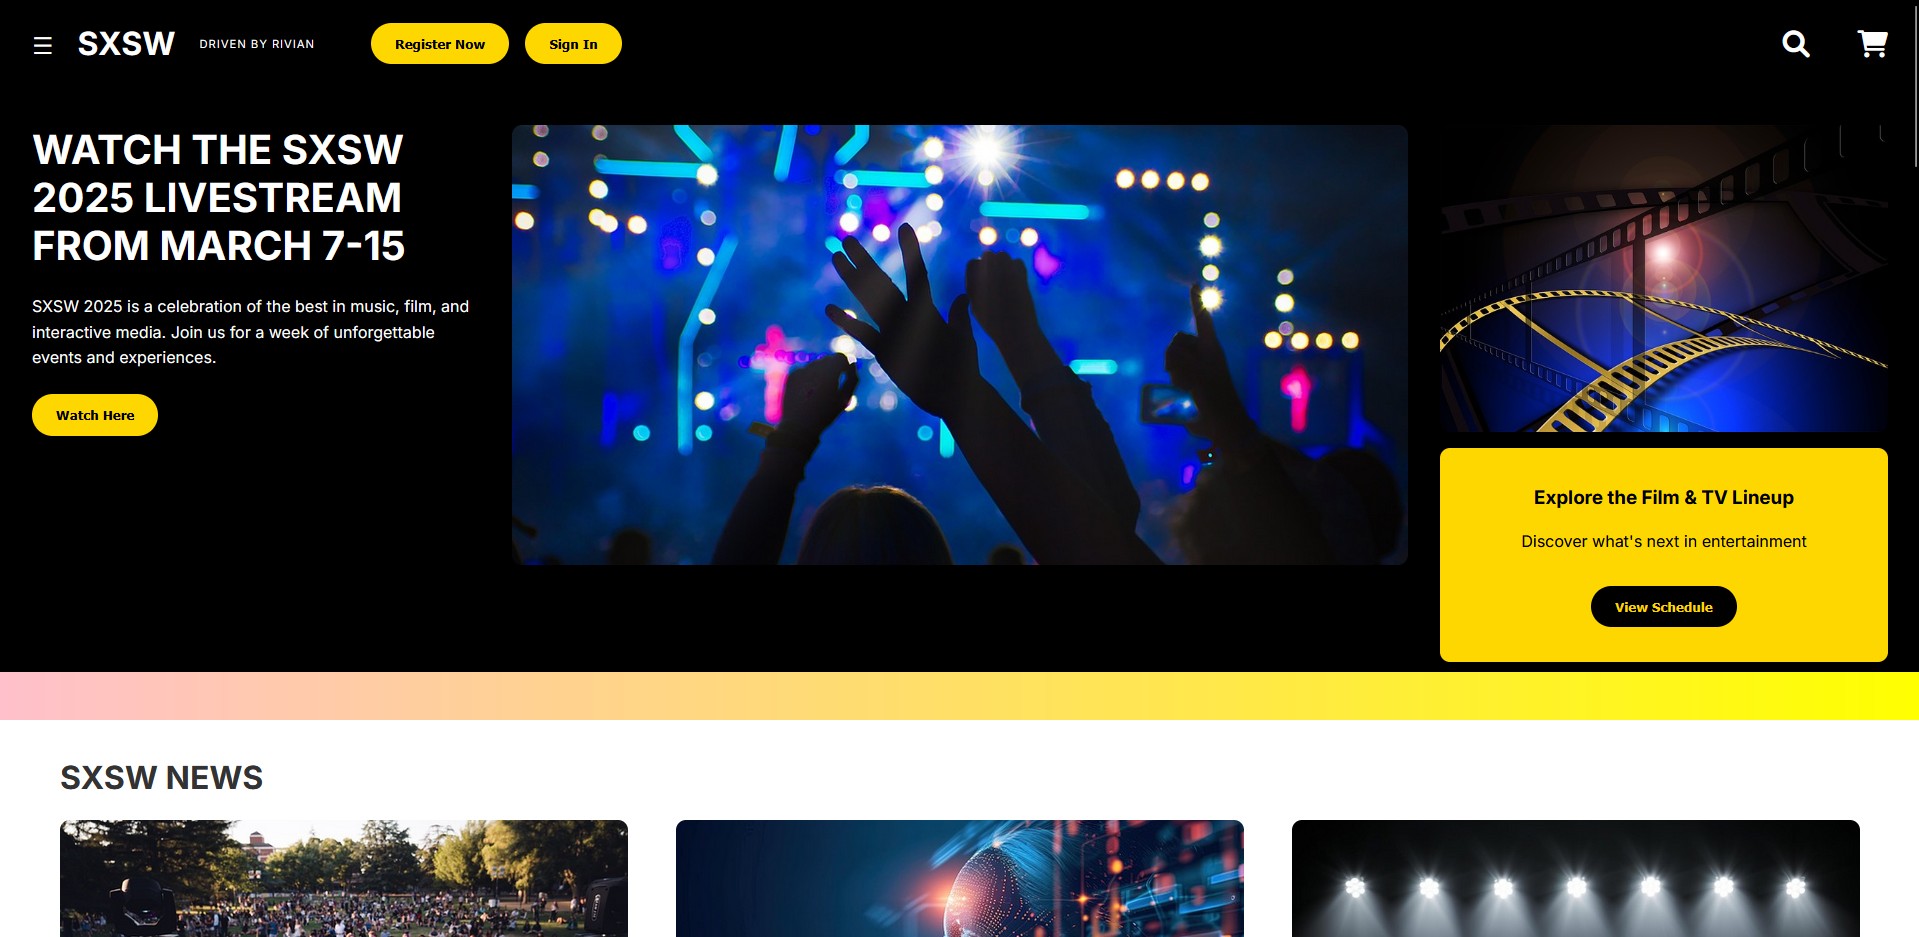 SXSW
DRIVEN BY RIVIAN
Register Now
Sign In
WATCH THE SXSW
2025 LIVESTREAM
FROM MARCH 7-15
SXSW 2025 is a celebration of the best in music, film, and
interactive media. Join us for a week of unforgettable
events and experiences.
Watch Here
Explore the Film & TV Lineup
Discover what's next in entertainment
View Schedule
SXSW NEWS